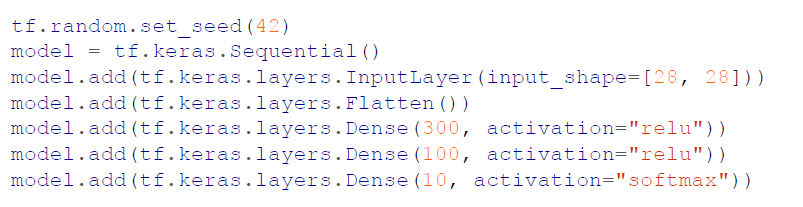 tf.random.set_seed(42)
model = tf.keras.Sequential()
model.add(tf.keras.layers.InputLayer(input_shape=[28, 28]))
model.add(tf.keras.layers.Flatten())
model.add(tf.keras.layers.Dense(300, activation="relu"))
model.add(tf.keras.layers.Dense(100, activation="relu"))
model.add(tf.keras.layers.Dense(10, activation="softmax"))